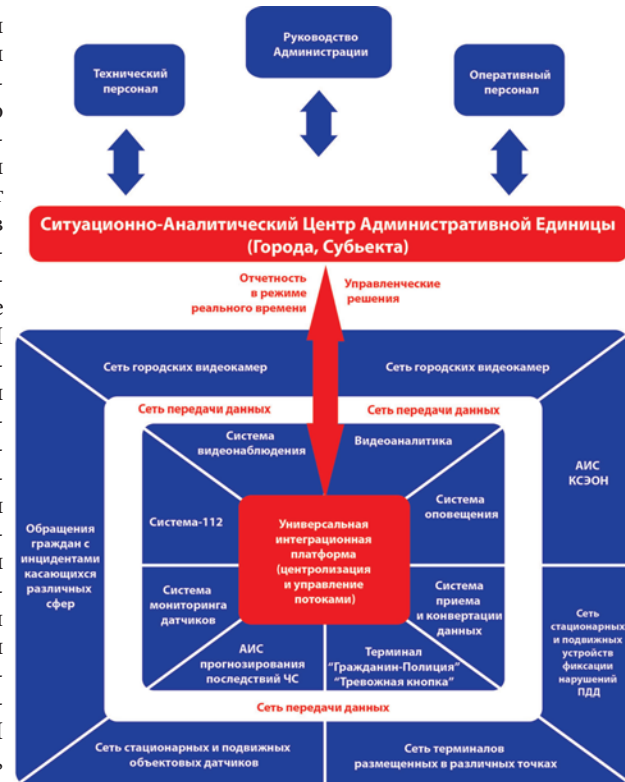 Руководство
Администрации
Технический
персонал
Оперативный
персонал
Ситуационно-Аналитический Центр Административной Единицы
(Города, Субьекта)
Отчетность
в режиме
реального времени
Управленческие
решения
Сеть городских видеокамер
Сеть городских видеокамер
Сеть передачи данных
Сеть передачи данных
Система
видеонаблюдения
Видеоаналитика
АИС
КСЭОН
Система-112
Система
оповещения
Универсальная
интеграционная
платформа
(централизация
и управление
потоками)
Обращения
граждан с
инцидентами
касающихся
различных
сфер
Система
мониторинга
датчиков
Система
приема
и конвертации
данных
Сеть
стационарных
и подвижных
устройств
фиксации
нарушений
ПДД
АИС
прогнозирования
последствий ЧС
Терминал
“Гражданин-Полиция”
“Тревожная кнопка”
Сеть передачи данных
Сеть стационарных и подвижных
объектовых датчиков
Сеть терминалов
размещенных в различных точках